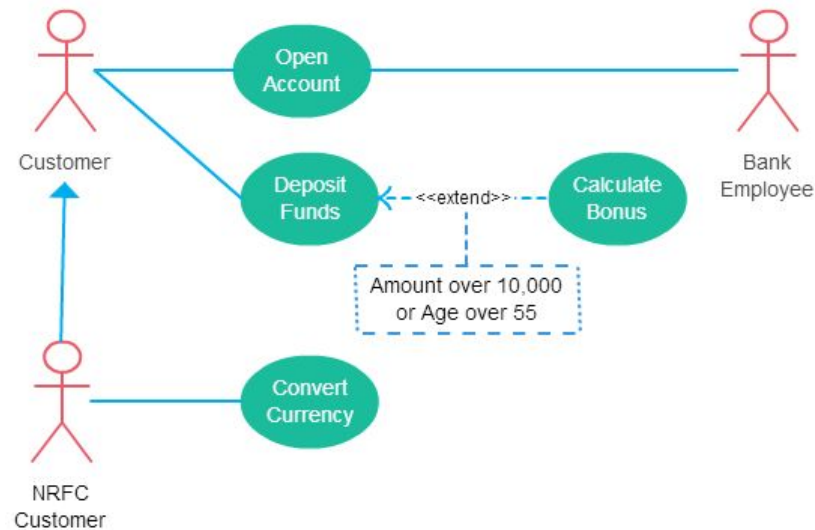 Open
Account
Customer
Bank
Employee
Deposit
Funds
<<extend>>
Calculate
Bonus
Amount over 10,000
or Age over 55
Convert
Currency
NRFC
Customer